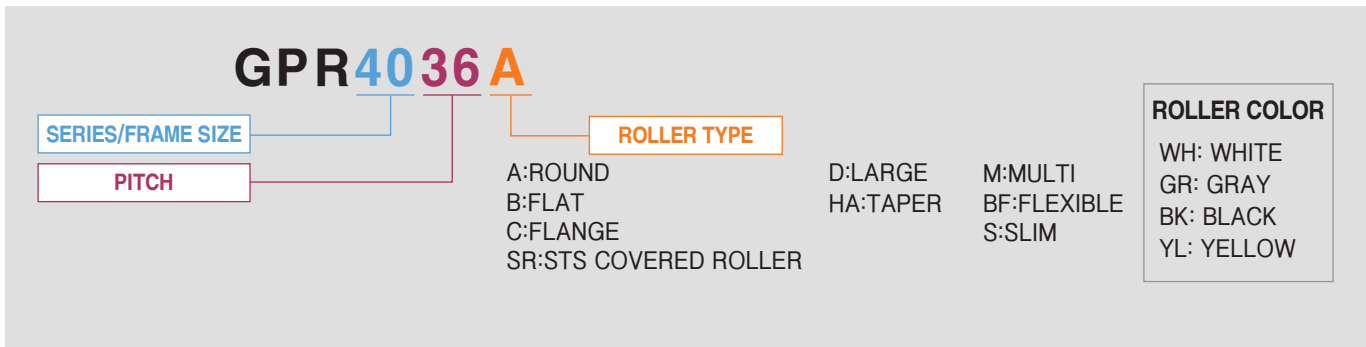 GPR4036A
SERIES/FRAME SIZE
PITCH
ROLLER TYPE
A:ROUND
B:FLAT
C:FLANGE
SR:STS COVERED ROLLER
D:LARGE
HA:TAPER
M:MULTI
BF:FLEXIBLE
S:SLIM
ROLLER COLOR
WH: WHITE
GR: GRAY
BK: BLACK
YL: YELLOW